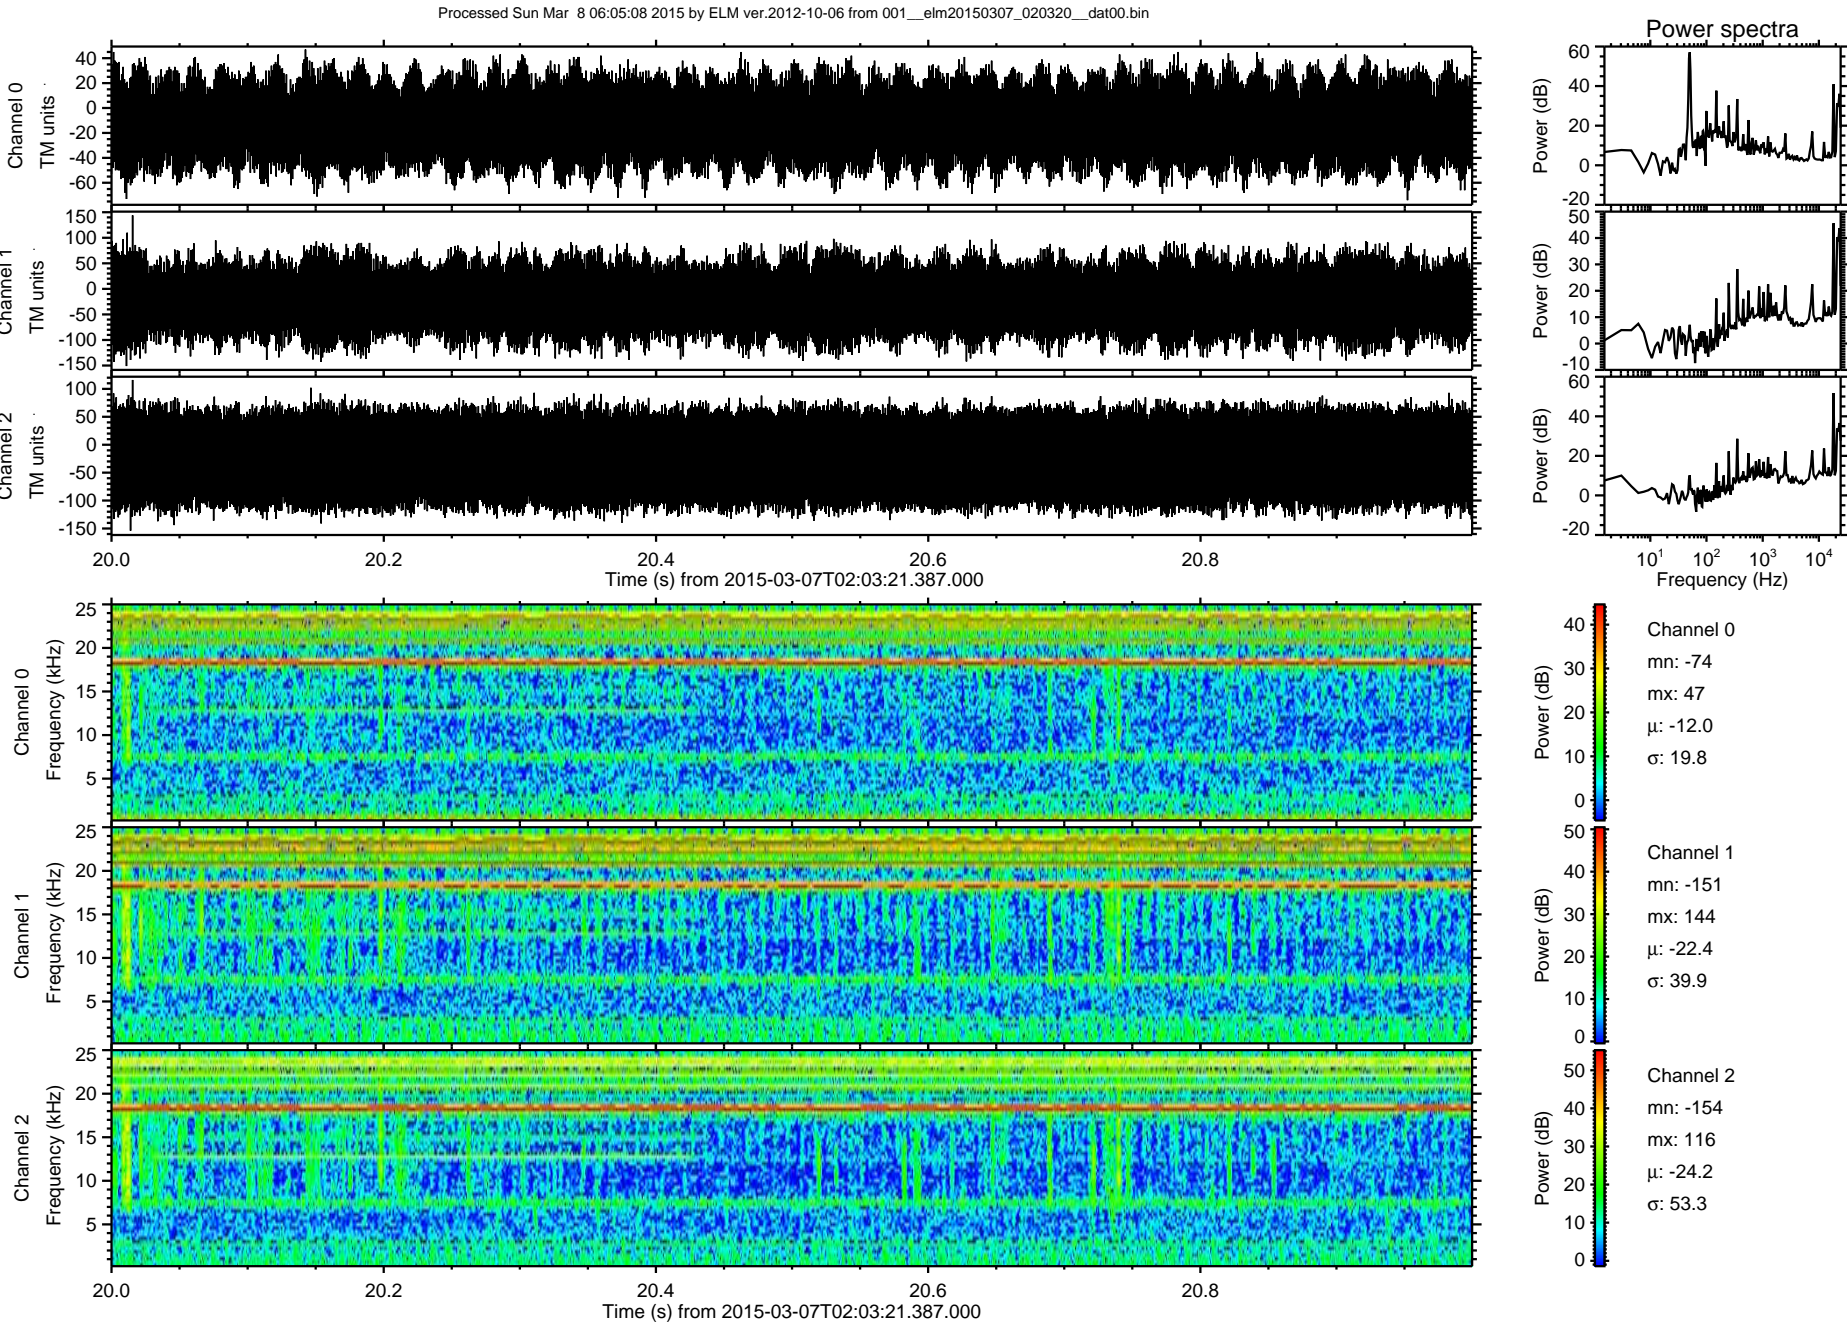 Processed Sun Mar 8 06:05:08 2015 by ELM ver.2012-10-06 from 001__elm20150307_020320__dat00.bin
Power spectra
Channel 0
TM units
40
20
0
-20
-40
-60
Power (dB)
60
40
20
0
-20
Channel 1
TM units
150
100
50
0
-50
-100
-150
Power (dB)
50
40
30
20
10
0
-10
Channel 2
TM units
100
50
0
-50
-100
-150
Power (dB)
60
40
20
0
-20
20.0 20.2 20.4 20.6 20.8
Time (s) from 2015-03-07T02:03:21.387.000
10^1 10^2 10^3 10^4
Frequency (Hz)
Channel 0
Frequency (kHz)
25
20
15
10
5
Power (dB)
40
30
20
10
0
Channel 0
mn: -74
mx: 47
μ: -12.0
σ: 19.8
Channel 1
Frequency (kHz)
25
20
15
10
5
Power (dB)
50
40
30
20
10
0
Channel 1
mn: -151
mx: 144
μ: -22.4
σ: 39.9
Channel 2
Frequency (kHz)
25
20
15
10
5
Power (dB)
50
40
30
20
10
0
Channel 2
mn: -154
mx: 116
μ: -24.2
σ: 53.3
20.0 20.2 20.4 20.6 20.8
Time (s) from 2015-03-07T02:03:21.387.000